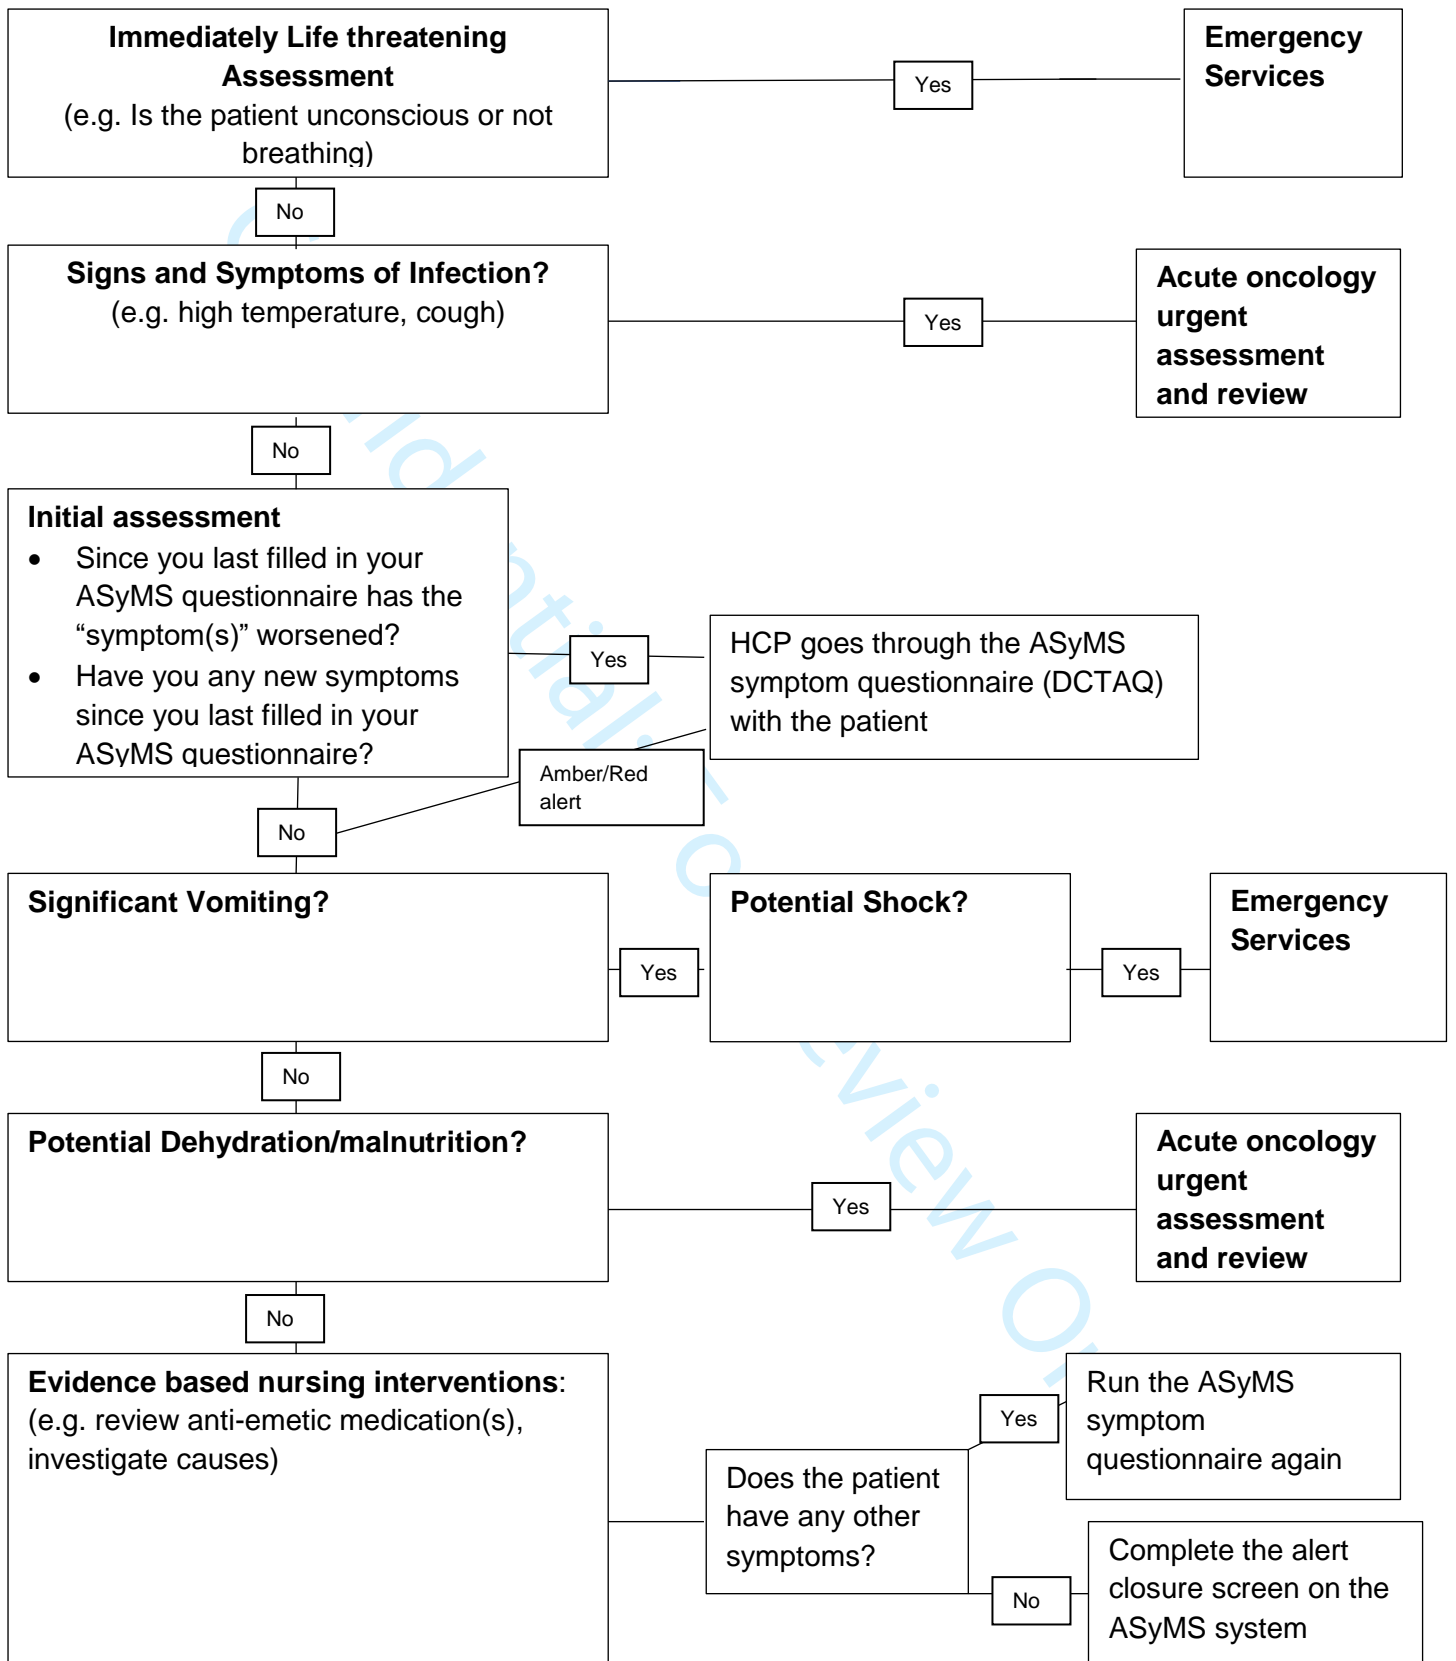 Immediately Life threatening
Assessment
(e.g. Is the patient unconscious or not
breathing)
Yes
Emergency
Services
No
Signs and Symptoms of Infection?
(e.g. high temperature, cough)
Yes
Acute oncology
urgent
assessment
and review
No
Initial assessment
• Since you last filled in your
ASyMS questionnaire has the
“symptom(s)” worsened?
• Have you any new symptoms
since you last filled in your
ASyMS questionnaire?
Yes
HCP goes through the ASyMS
symptom questionnaire (DCTAQ)
with the patient
Amber/Red
alert
No
Significant Vomiting?
Yes
Potential Shock?
Yes
Emergency
Services
No
Potential Dehydration/malnutrition?
Yes
Acute oncology
urgent
assessment
and review
No
Evidence based nursing interventions:
(e.g. review anti-emetic medication(s),
investigate causes)
Does the patient
have any other
symptoms?
Yes
Run the ASyMS
symptom
questionnaire again
No
Complete the alert
closure screen on the
ASyMS system